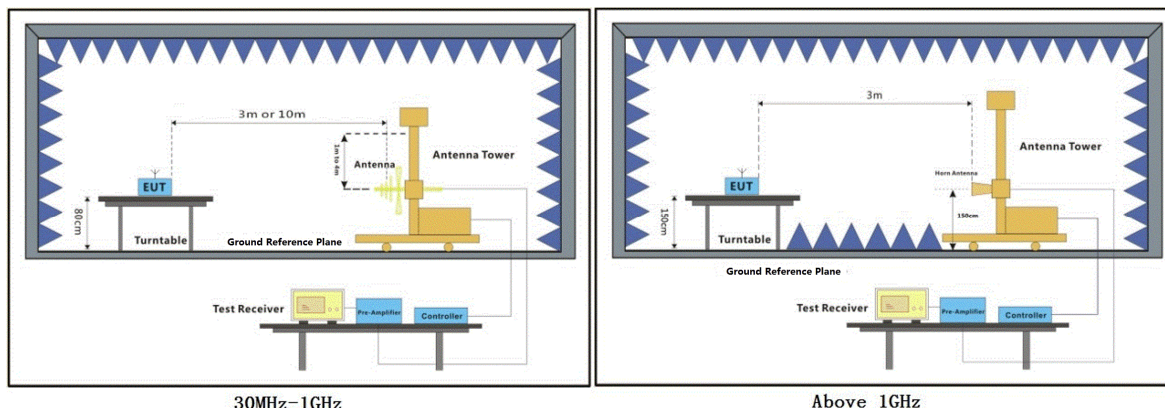 3m or 10m
1m to 4m
Antenna
Antenna Tower
EUT
80cm
Turntable
Ground Reference Plane
Test Receiver
Pre-Amplifier
Controller
30MHz-1GHz
3m
Antenna Tower
Horn Antenna
EUT
150cm
150cm
Turntable
Ground Reference Plane
Test Receiver
Pre-Amplifier
Controller
Above 1GHz